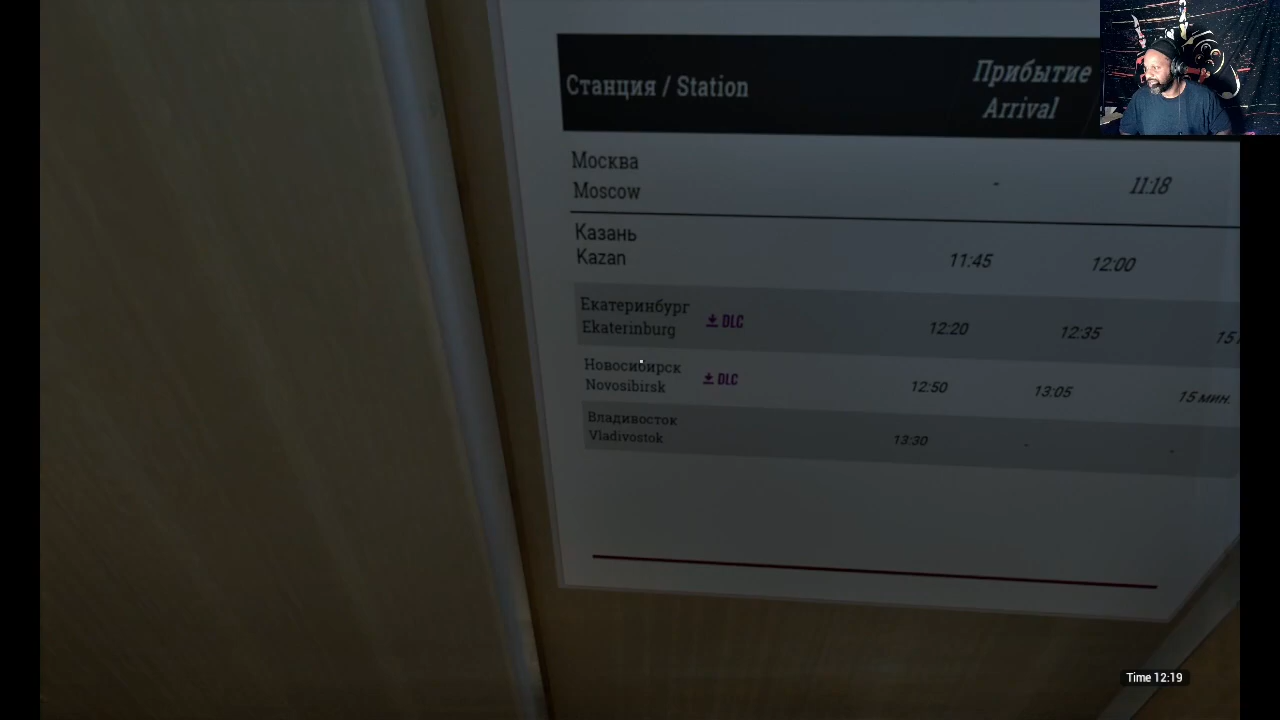 Станция / Station
Прибытие
Arrival
Москва
Moscow
- 11:18
Казань
Kazan
11:45 12:00
Екатеринбург
Ekaterinburg
DLC
12:20 12:35
Новосибирск
Novosibirsk
DLC
12:50 13:05 15 мин.
Владивосток
Vladivostok
13:30 - -
Time 12:19